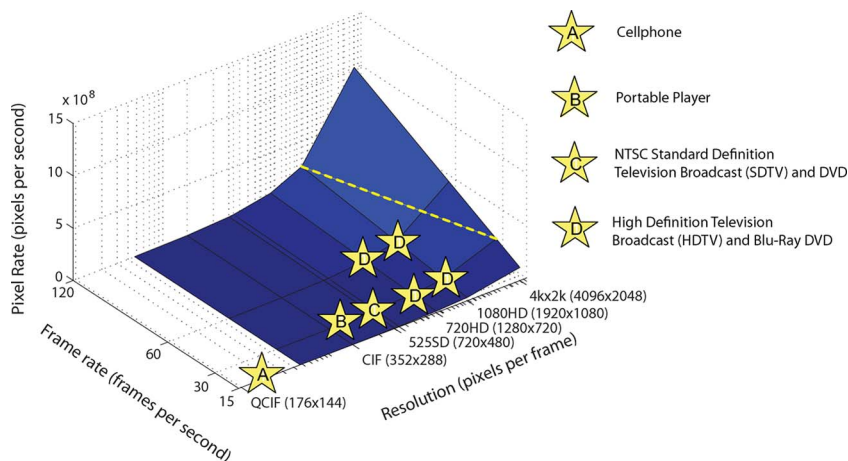 A
Cellphone
B
Portable Player
C
NTSC Standard Definition
Television Broadcast (SDTV) and DVD
D
High Definition Television
Broadcast (HDTV) and Blu-Ray DVD
Pixel Rate (pixels per second)
x 10^8
15
10
5
0
120
60
30
15
Frame rate (frames per second)
D
D
D
D
C
B
A
4kx2k (4096x2048)
1080HD (1920x1080)
720HD (1280x720)
525SD (720x480)
CIF (352x288)
QCIF (176x144)
Resolution (pixels per frame)